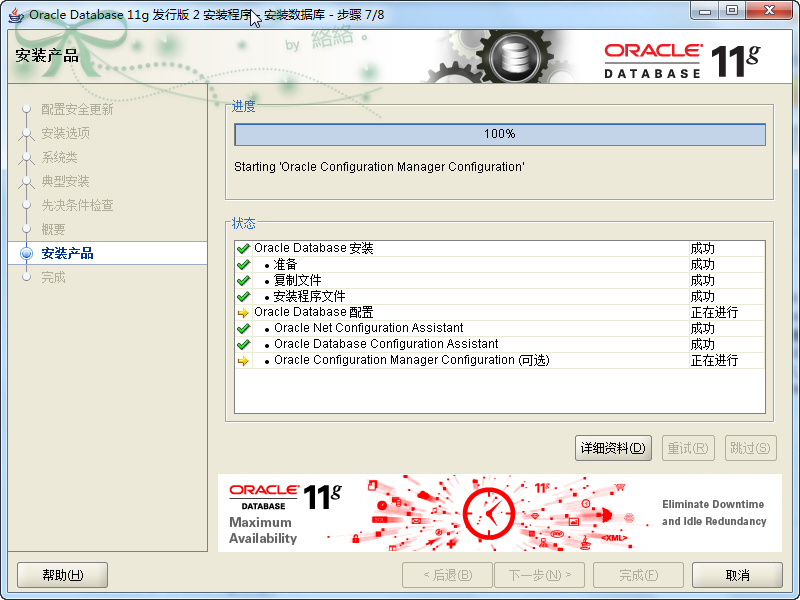 Oracle Database 11g 发行版 2 安装程序 - 安装数据库 - 步骤 7/8
安装产品
by 絡絡。
ORACLE
DATABASE 11g
配置安全更新
安装选项
系统类
典型安装
先决条件检查
概要
安装产品
完成
进度
100%
Starting 'Oracle Configuration Manager Configuration'
状态
Oracle Database 安装 成功
• 准备 成功
• 复制文件 成功
• 安装程序文件 成功
Oracle Database 配置 正在进行
• Oracle Net Configuration Assistant 成功
• Oracle Database Configuration Assistant 成功
• Oracle Configuration Manager Configuration (可选) 正在进行
详细资料(D) 重试(R) 跳过(S)
ORACLE
DATABASE 11g
Maximum
Availability
11g
<XML>
Eliminate Downtime
and Idle Redundancy
帮助(H) < 后退(B) 下一步(N) > 完成(F) 取消